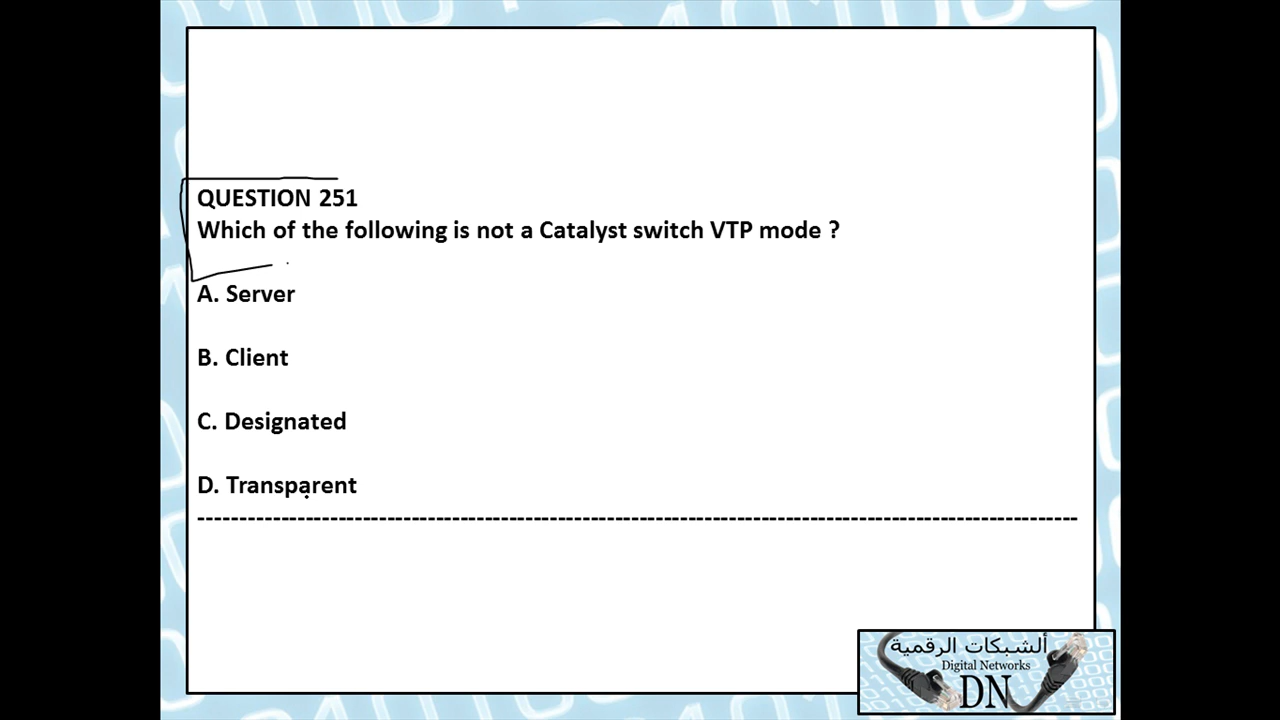 QUESTION 251
Which of the following is not a Catalyst switch VTP mode ?
A. Server
B. Client
C. Designated
D. Transparent
--------------------------------------------------------------------------------------------------------
ألشبكات الرقمية
Digital Networks
DN